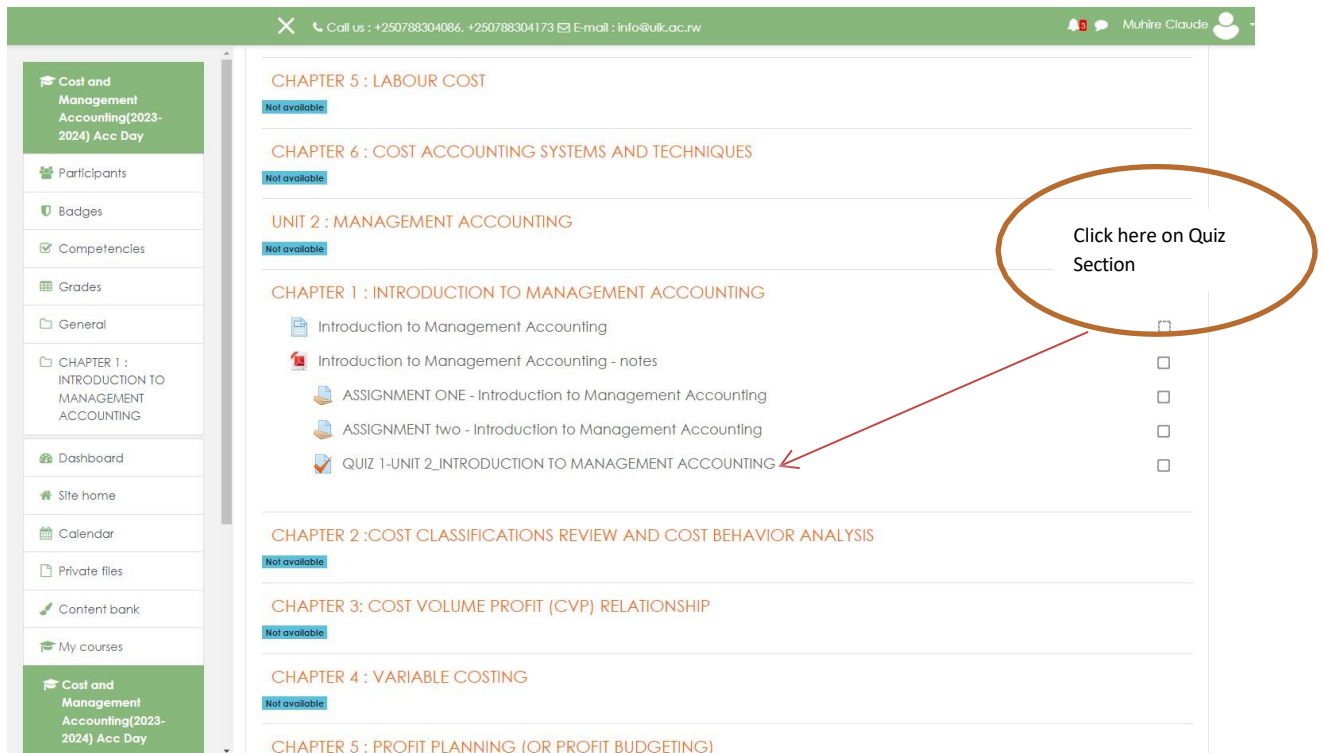 Call us : +250788304086, +250788304173 E-mail : info@ulk.ac.rw
3
Muhire Claude
Cost and
Management
Accounting(2023-
2024) Acc Day
Participants
Badges
Competencies
Grades
General
CHAPTER 1 :
INTRODUCTION TO
MANAGEMENT
ACCOUNTING
Dashboard
Site home
Calendar
Private files
Content bank
My courses
Cost and
Management
Accounting(2023-
2024) Acc Day
CHAPTER 5 : LABOUR COST
Not available
CHAPTER 6 : COST ACCOUNTING SYSTEMS AND TECHNIQUES
Not available
UNIT 2 : MANAGEMENT ACCOUNTING
Not available
CHAPTER 1 : INTRODUCTION TO MANAGEMENT ACCOUNTING
Introduction to Management Accounting
Introduction to Management Accounting - notes
ASSIGNMENT ONE - Introduction to Management Accounting
ASSIGNMENT two - Introduction to Management Accounting
QUIZ 1-UNIT 2_INTRODUCTION TO MANAGEMENT ACCOUNTING
CHAPTER 2 :COST CLASSIFICATIONS REVIEW AND COST BEHAVIOR ANALYSIS
Not available
CHAPTER 3: COST VOLUME PROFIT (CVP) RELATIONSHIP
Not available
CHAPTER 4 : VARIABLE COSTING
Not available
CHAPTER 5 : PROFIT PLANNING (OR PROFIT BUDGETING)
Click here on Quiz
Section